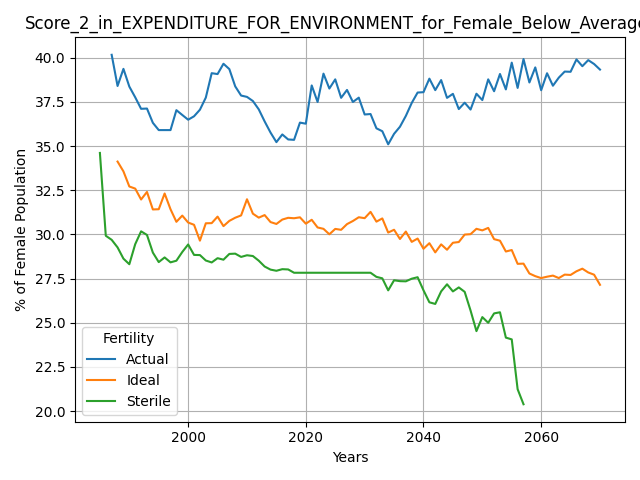 Score_2_in_EXPENDITURE_FOR_ENVIRONMENT_for_Female_Below_Average
40.0
37.5
35.0
32.5
30.0
27.5
25.0
22.5
20.0
% of Female Population
Fertility
Actual
Ideal
Sterile
2000 2020 2040 2060
Years